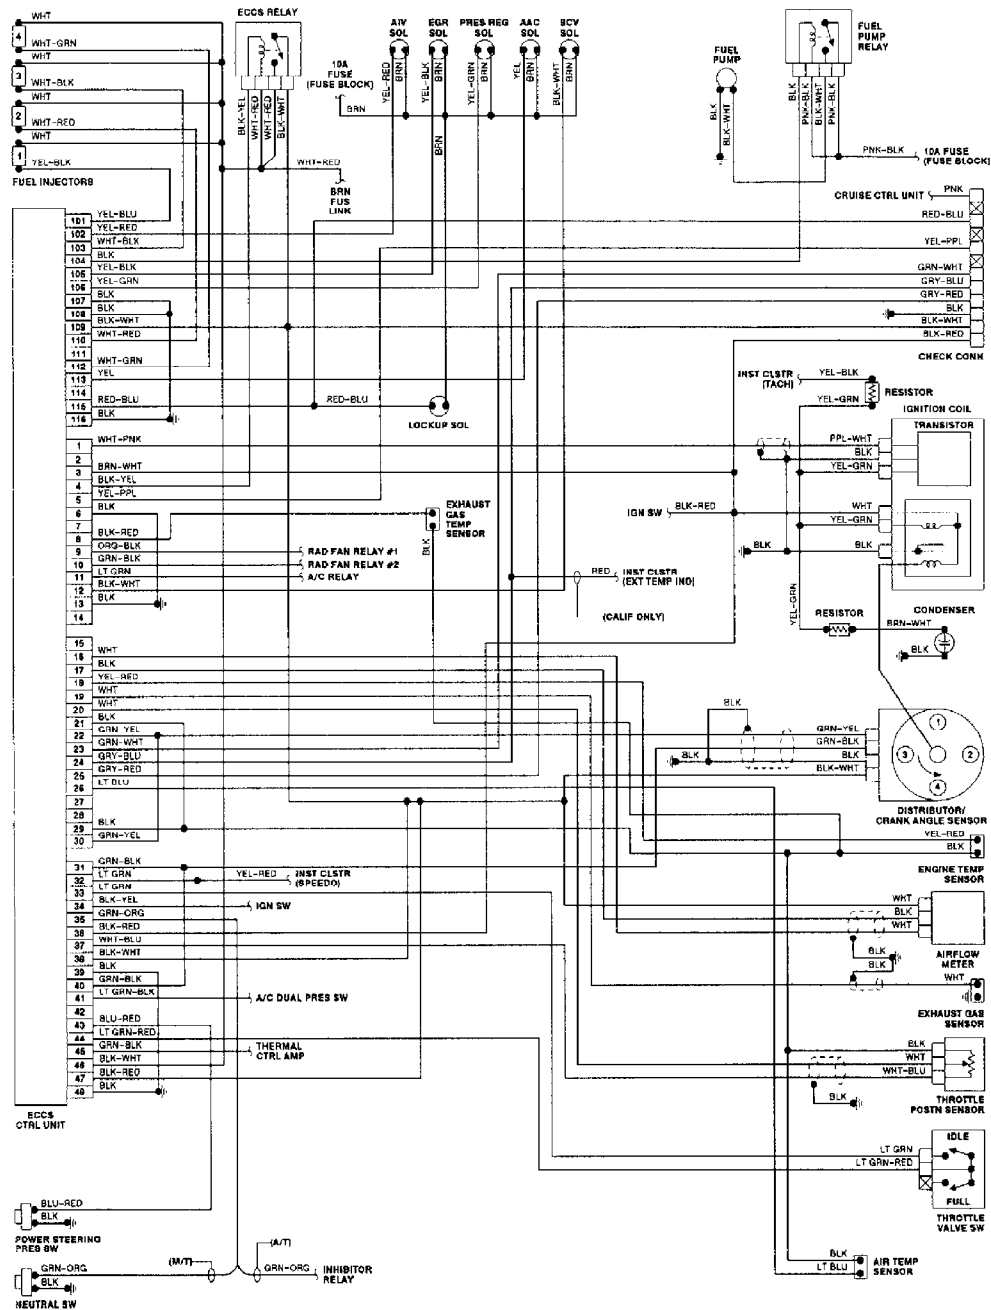 WHT
4
WHT-GRN
WHT
3
WHT-BLK
WHT
2
WHT-RED
WHT
1
YEL-BLK
FUEL INJECTORS
ECCS RELAY
BLK-YEL
WHT-RED
WHT-RED
BLK-WHT
WHT-RED
BRN
FUS
LINK
10A
FUSE
(FUSE BLOCK)
BRN
AIV
SOL
EGR
SOL
PRES REG
SOL
AAC
SOL
SCV
SOL
YEL-RED
BRN
YEL-BLK
BRN
YEL-GRN
BRN
YEL
BRN
BLK-WHT
BRN
FUEL
PUMP
BLK
BLK-WHT
FUEL
PUMP
RELAY
BLK
PNK-BLK
BLK-WHT
PNK-BLK
PNK-BLK
10A FUSE
(FUSE BLOCK)
CRUISE CTRL UNIT
PNK
RED-BLU
YEL-PPL
GRN-WHT
GRY-BLU
GRY-RED
BLK
BLK-WHT
BLK-RED
CHECK CONN
101 YEL-BLU
102 YEL-RED
103 WHT-BLK
104 BLK
105 YEL-BLK
106 YEL-GRN
107 BLK
108 BLK
109 BLK-WHT
110 WHT-RED
111
112 WHT-GRN
113 YEL
114
115 RED-BLU
116 BLK
RED-BLU
LOCKUP SOL
INST CLSTR
(TACH)
YEL-BLK
YEL-GRN
RESISTOR
IGNITION COIL
TRANSISTOR
PPL-WHT
BLK
YEL-GRN
IGN SW
BLK-RED
WHT
YEL-GRN
BLK
BLK
1 WHT-PNK
2
3 BRN-WHT
4 BLK-YEL
5 YEL-PPL
6 BLK
7
8 BLK-RED
9 ORG-BLK
10 GRN-BLK
11 LT GRN
12 BLK-WHT
13 BLK
14
RAD FAN RELAY #1
RAD FAN RELAY #2
A/C RELAY
EXHAUST
GAS
TEMP
SENSOR
BLK
RED
INST CLSTR
(EXT TEMP IND)
(CALIF ONLY)
YEL-GRN
RESISTOR
CONDENSER
BRN-WHT
BLK
15
16 WHT
17 BLK
18 YEL-RED
19 WHT
20 WHT
21 BLK
22 GRN-YEL
23 GRN-WHT
24 GRY-BLU
25 GRY-RED
26 LT BLU
27
28
29 BLK
30 GRN-YEL
BLK
BLK
GRN-YEL
GRN-BLK
BLK
BLK-WHT
1
2
3
4
DISTRIBUTOR/
CRANK ANGLE SENSOR
YEL-RED
BLK
ENGINE TEMP
SENSOR
31 GRN-BLK
32 LT GRN
33 LT GRN
34 BLK-YEL
35 GRN-ORG
36 BLK-RED
37 WHT-BLU
38 BLK-WHT
39 BLK
40 GRN-BLK
41 LT GRN-BLK
42
43 BLU-RED
44 LT GRN-RED
45 GRN-BLK
46 BLK-WHT
47 BLK-RED
48 BLK
YEL-RED
INST CLSTR
(SPEEDO)
IGN SW
A/C DUAL PRES SW
THERMAL
CTRL AMP
ECCS
CTRL UNIT
WHT
BLK
WHT
AIRFLOW
METER
BLK
BLK
WHT
EXHAUST GAS
SENSOR
BLK
WHT
WHT-BLU
BLK
THROTTLE
POSTN SENSOR
LT GRN
LT GRN-RED
IDLE
FULL
THROTTLE
VALVE SW
BLU-RED
BLK
POWER STEERING
PRES SW
GRN-ORG
BLK
NEUTRAL SW
(M/T)
(A/T)
GRN-ORG
INHIBITOR
RELAY
BLK
LT BLU
AIR TEMP
SENSOR